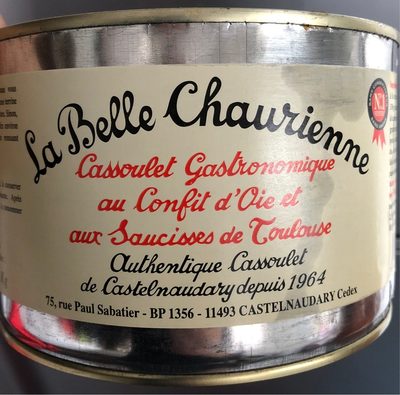 La Belle Chaurienne
Cassoulet Gastronomique
au Confit d'Oie et
aux Saucisses de Toulouse
Authentique Cassoulet
de Castelnaudary depuis 1964
75, rue Paul Sabatier - BP 1356 - 11493 CASTELNAUDARY Cedex